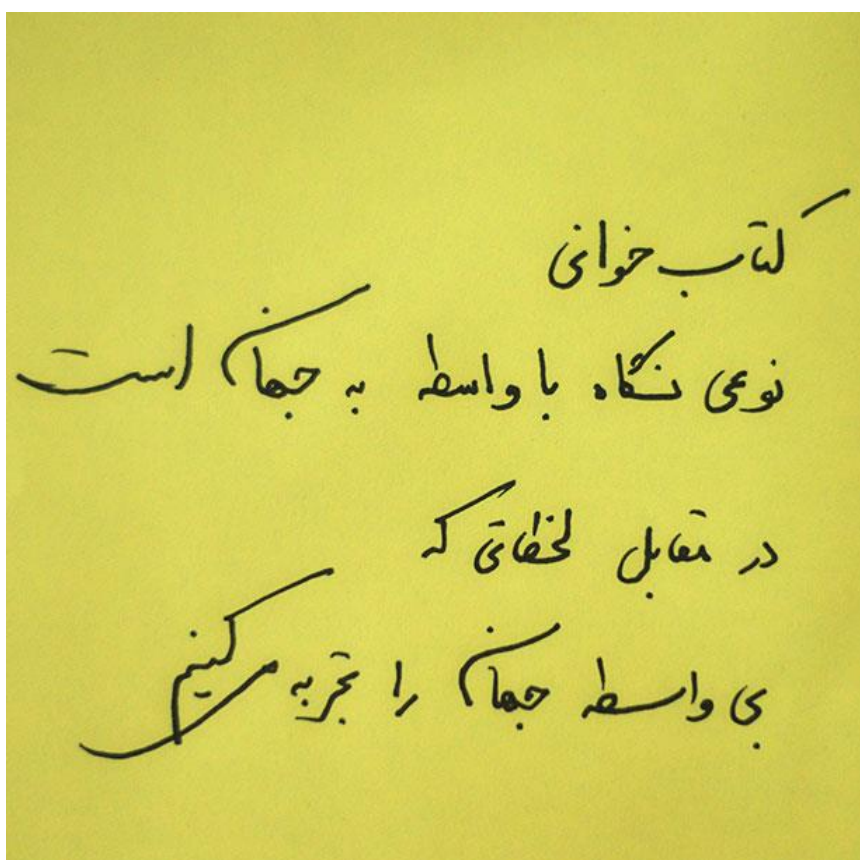 کتاب خوانی
نوعی نگاه با واسطه به جهان است
در مقابل لحظاتی که
بی واسطه جهان را تجربه می کنیم